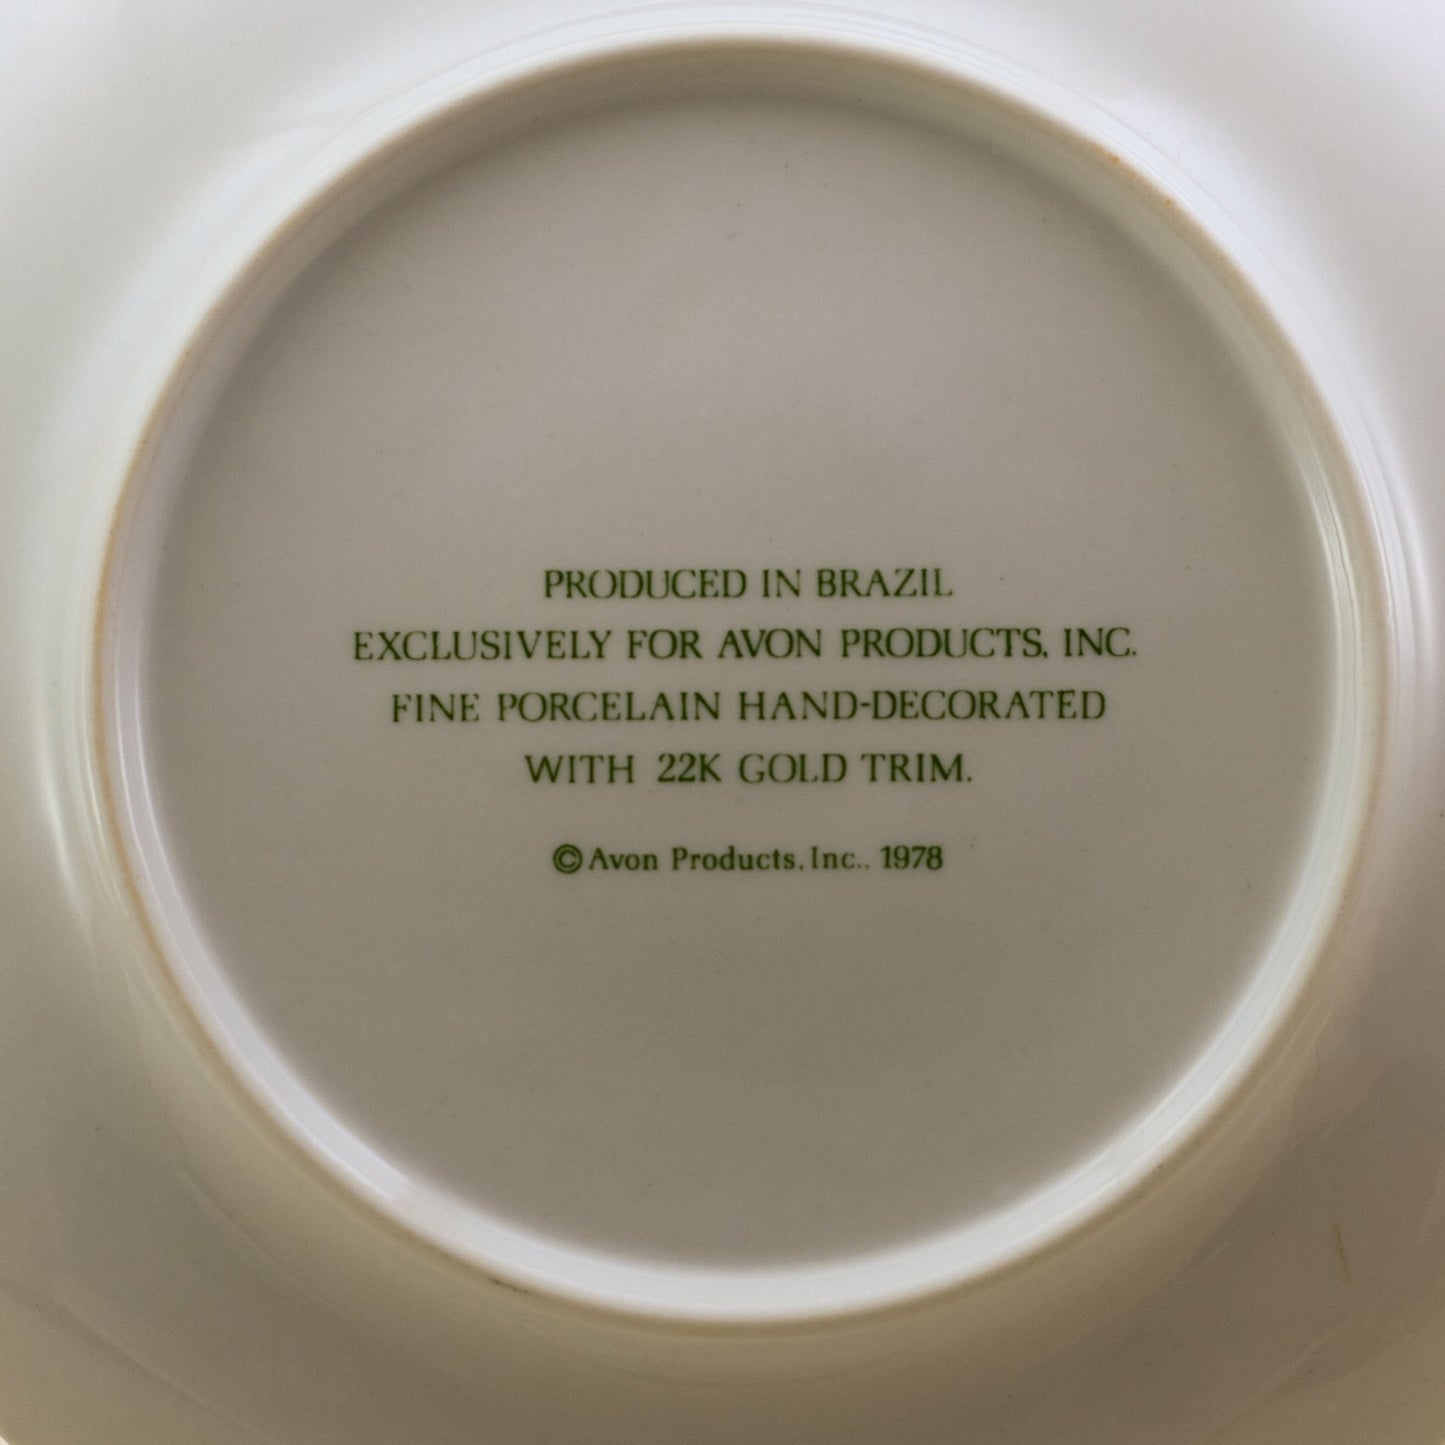 PRODUCED IN BRAZIL
EXCLUSIVELY FOR AVON PRODUCTS, INC.
FINE PORCELAIN HAND-DECORATED
WITH 22K GOLD TRIM.
©Avon Products, Inc., 1978